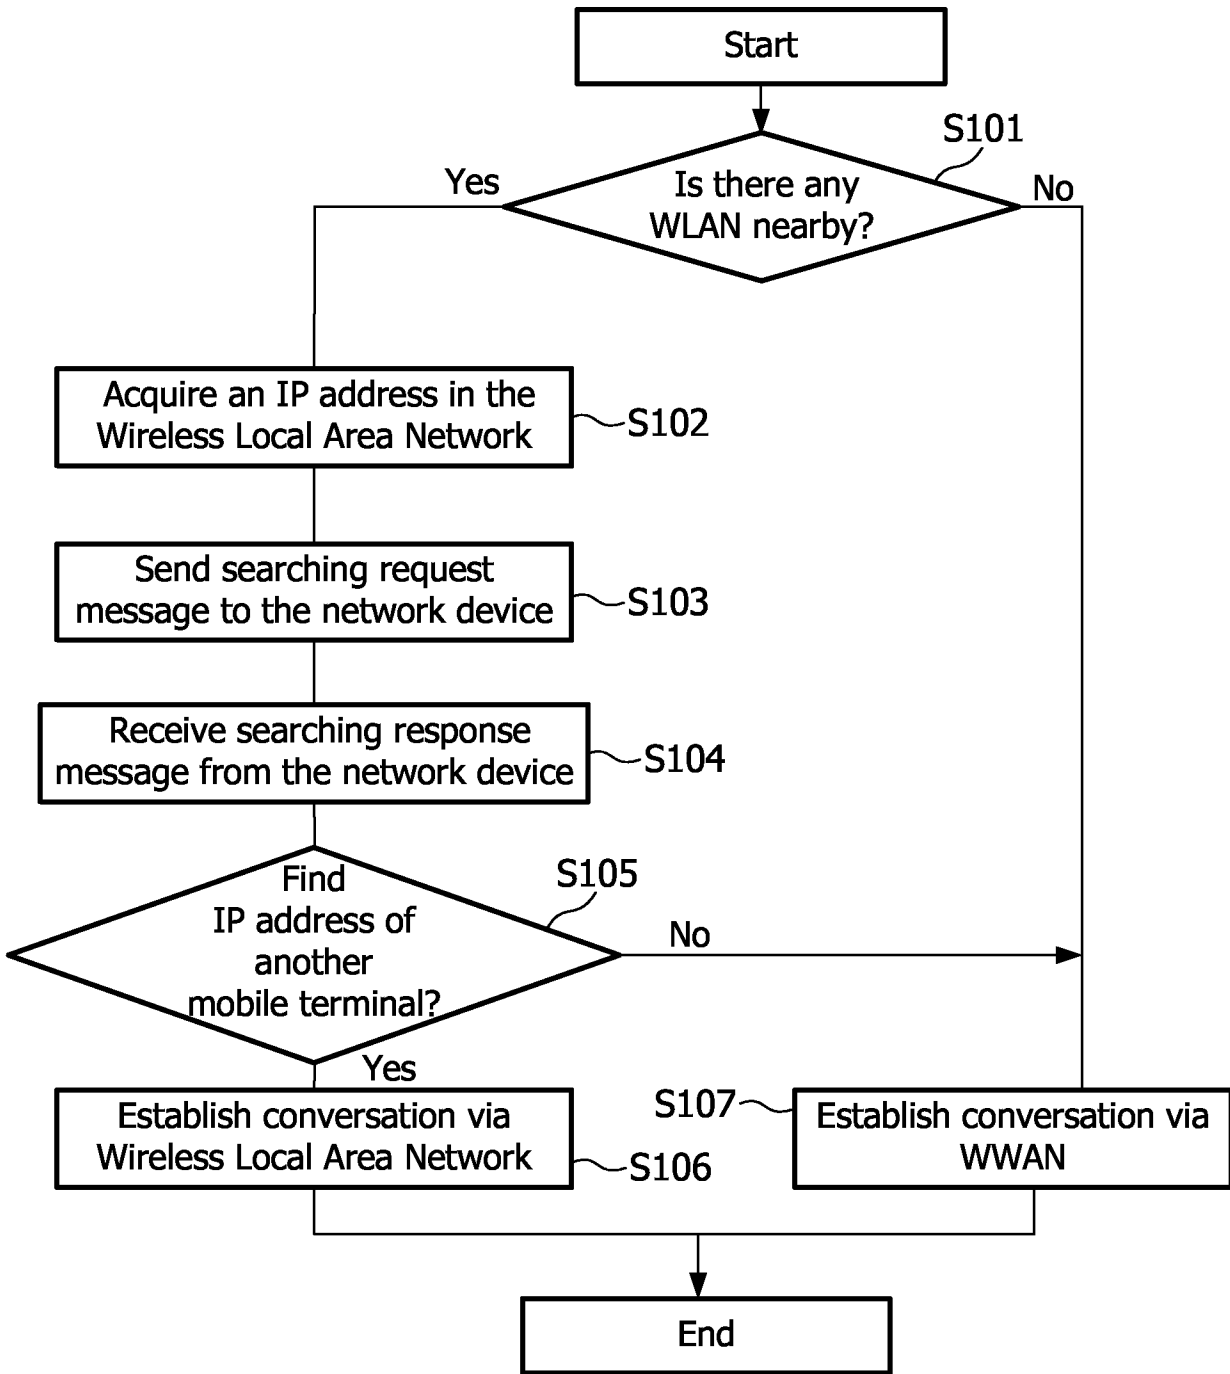 Start
S101
Is there any
WLAN nearby?
Yes
No
Acquire an IP address in the
Wireless Local Area Network
S102
Send searching request
message to the network device
S103
Receive searching response
message from the network device
S104
Find
IP address of
another
mobile terminal?
S105
No
Yes
Establish conversation via
Wireless Local Area Network
S106
S107
Establish conversation via
WWAN
End